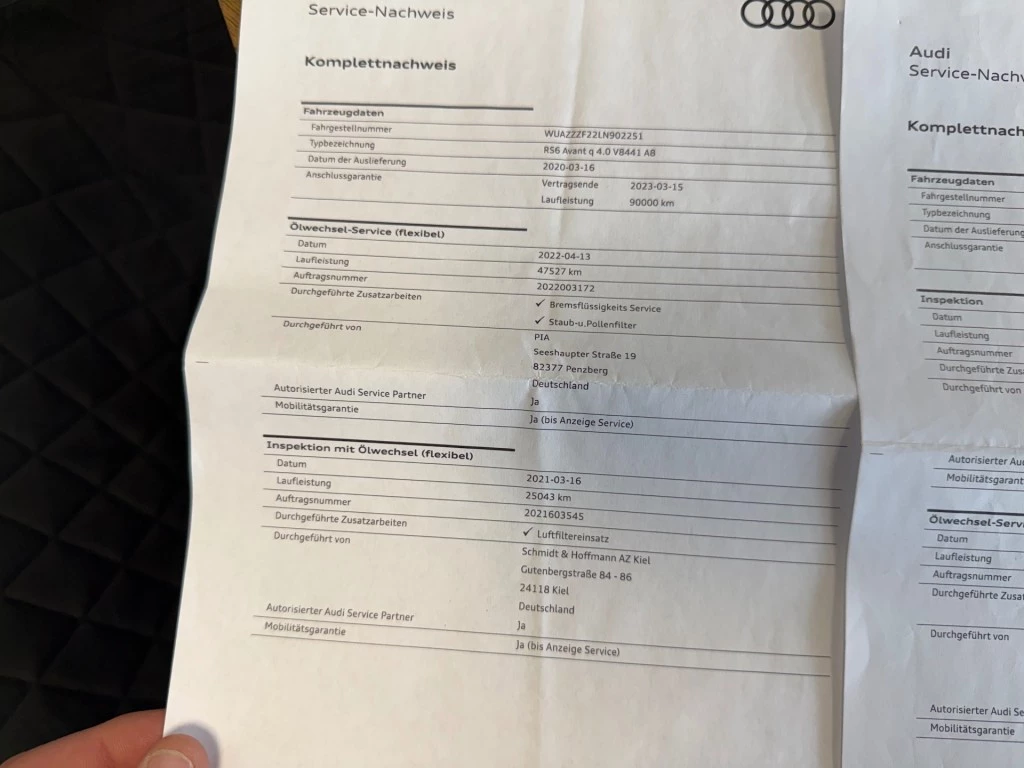 Service-Nachweis
Komplettnachweis
Fahrzeugdaten
Fahrgestellnummer WUAZZZF22LN902251
Typbezeichnung RS6 Avant q 4.0 V8441 A8
Datum der Auslieferung 2020-03-16
Anschlussgarantie Vertragsende 2023-03-15
Laufleistung 90000 km
Ölwechsel-Service (flexibel)
Datum 2022-04-13
Laufleistung 47527 km
Auftragsnummer 2022003172
Durchgeführte Zusatzarbeiten ✓ Bremsflüssigkeits Service
✓ Staub-u.Pollenfilter
Durchgeführt von PIA
Seeshaupter Straße 19
82377 Penzberg
Deutschland
Autorisierter Audi Service Partner Ja
Mobilitätsgarantie Ja (bis Anzeige Service)
Inspektion mit Ölwechsel (flexibel)
Datum 2021-03-16
Laufleistung 25043 km
Auftragsnummer 2021603545
Durchgeführte Zusatzarbeiten ✓ Luftfiltereinsatz
Durchgeführt von Schmidt & Hoffmann AZ Kiel
Gutenbergstraße 84 - 86
24118 Kiel
Deutschland
Autorisierter Audi Service Partner Ja
Mobilitätsgarantie Ja (bis Anzeige Service)
Audi
Service-Nachw
Komplettnach
Fahrzeugdaten
Fahrgestellnummer
Typbezeichnung
Datum der Auslieferung
Anschlussgarantie
Inspektion
Datum
Laufleistung
Auftragsnummer
Durchgeführte Zusa
Durchgeführt von
Autorisierter Au
Mobilitätsgarant
Ölwechsel-Servi
Datum
Laufleistung
Auftragsnummer
Durchgeführte Zusat
Durchgeführt von
Autorisierter Audi Se
Mobilitätsgarantie